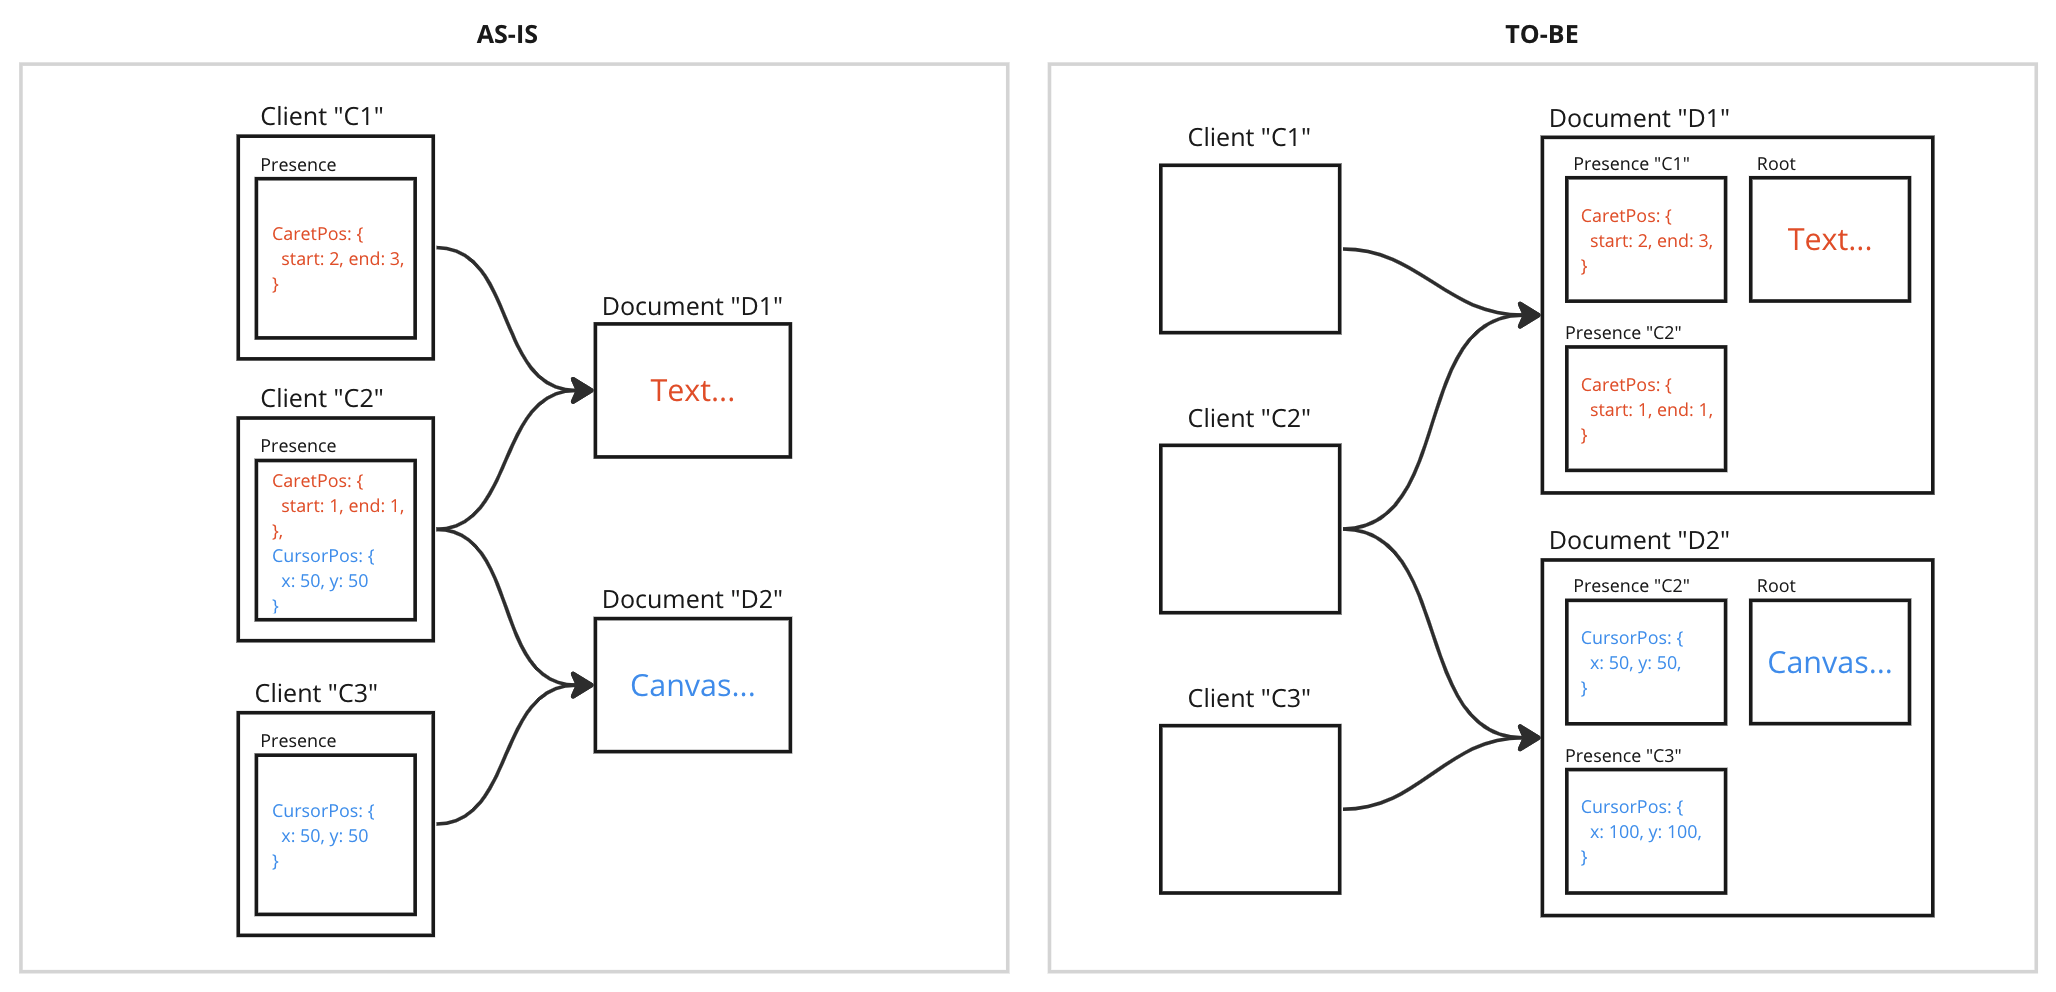 AS-IS
Client "C1"
Presence
CaretPos: {
start: 2, end: 3,
}
Client "C2"
Presence
CaretPos: {
start: 1, end: 1,
},
CursorPos: {
x: 50, y: 50
}
Client "C3"
Presence
CursorPos: {
x: 50, y: 50
}
Document "D1"
Text...
Document "D2"
Canvas...
TO-BE
Client "C1"
Client "C2"
Client "C3"
Document "D1"
Presence "C1"
CaretPos: {
start: 2, end: 3,
}
Root
Text...
Presence "C2"
CaretPos: {
start: 1, end: 1,
}
Document "D2"
Presence "C2"
CursorPos: {
x: 50, y: 50,
}
Root
Canvas...
Presence "C3"
CursorPos: {
x: 100, y: 100,
}